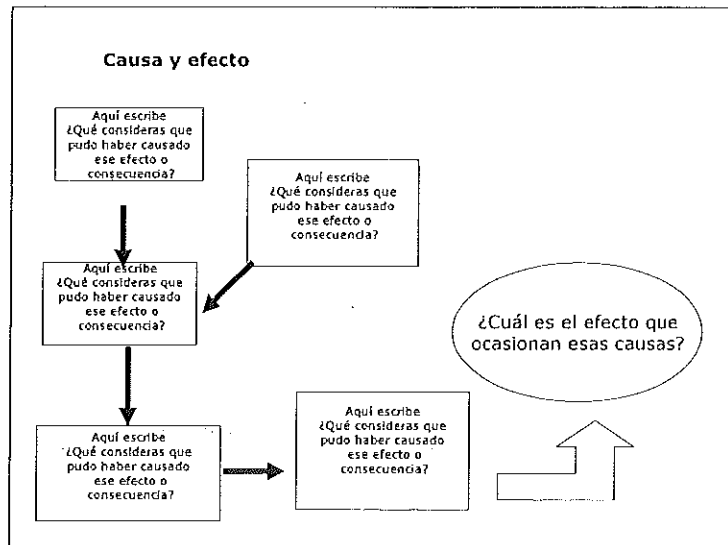 Causa y efecto
Aquí escribe
¿Qué consideras que
pudo haber causado
ese efecto o
consecuencia?
Aquí escribe
¿Qué consideras que
pudo haber causado
ese efecto o
consecuencia?
Aquí escribe
¿Qué consideras que
pudo haber causado
ese efecto o
consecuencia?
¿Cuál es el efecto que
ocasionan esas causas?
Aquí escribe
¿Qué consideras que
pudo haber causado
ese efecto o
consecuencia?
Aquí escribe
¿Qué consideras que
pudo haber causado
ese efecto o
consecuencia?